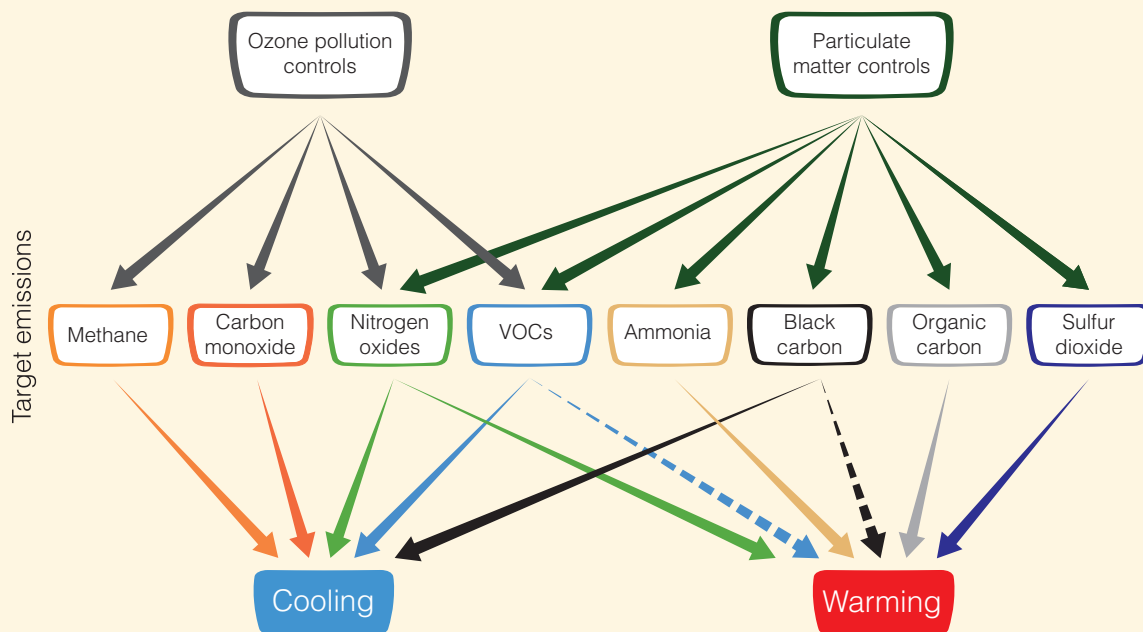 Ozone pollution
controls
Particulate
matter controls
Target emissions
Methane
Carbon
monoxide
Nitrogen
oxides
VOCs
Ammonia
Black
carbon
Organic
carbon
Sulfur
dioxide
Cooling
Warming